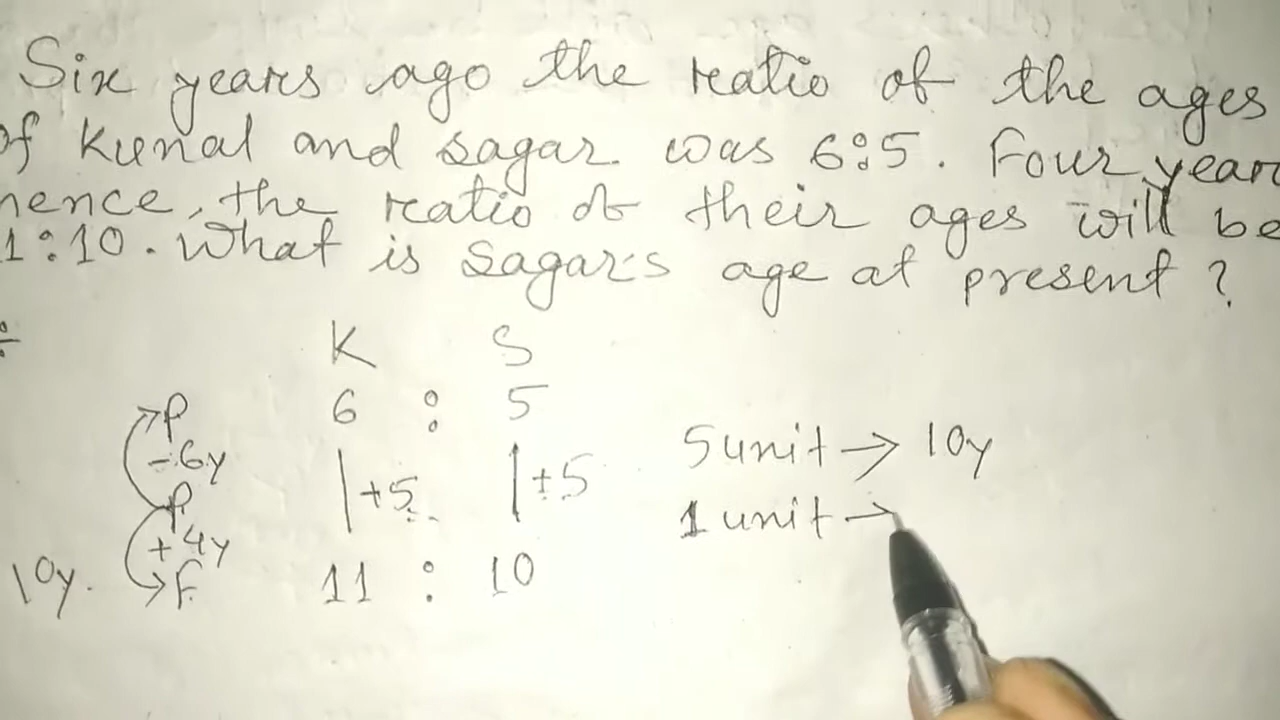 Six years ago the ratio of the ages
of Kunal and Sagar was 6:5. Four year
hence, the ratio of their ages will be
1:10. What is Sagar's age at present?
K S
6 : 5
P
-6y
P
+4y
F
10y.
+5 +5
11 : 10
5 unit → 10y
1 unit →